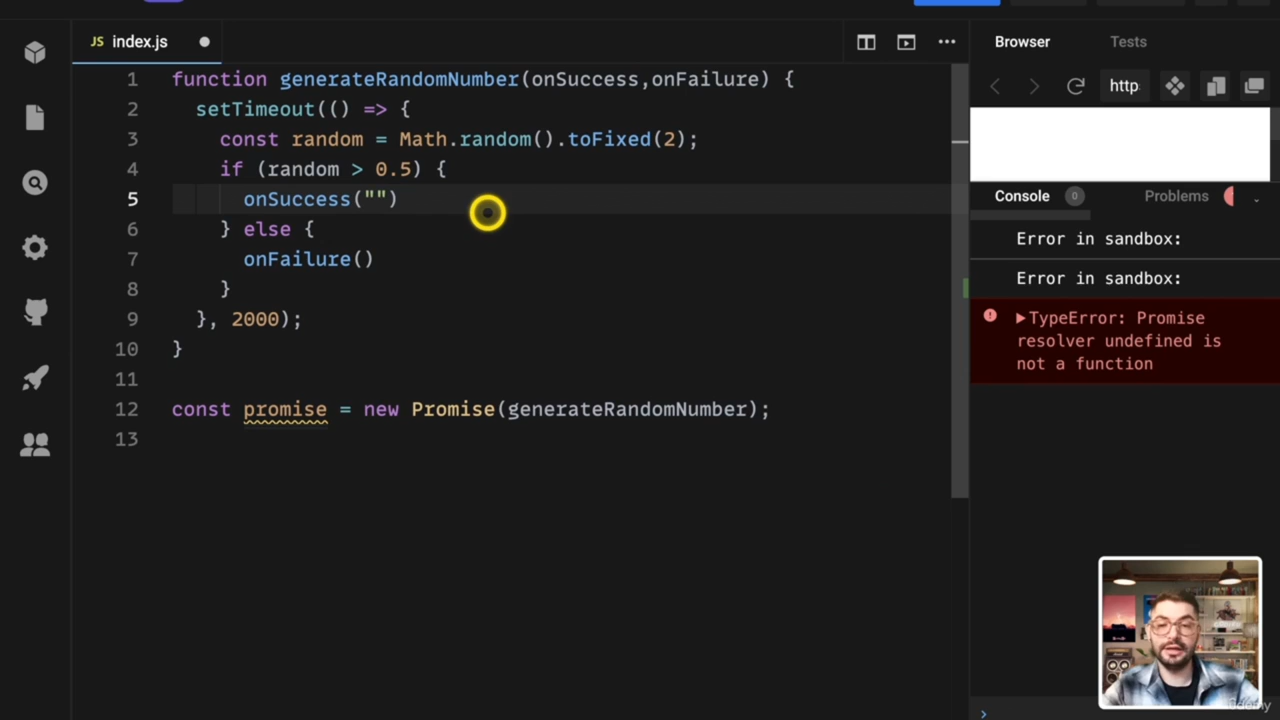 JS index.js
1 function generateRandomNumber(onSuccess,onFailure) {
2 setTimeout(() => {
3 const random = Math.random().toFixed(2);
4 if (random > 0.5) {
5 onSuccess("")
6 } else {
7 onFailure()
8 }
9 }, 2000);
10 }
11
12 const promise = new Promise(generateRandomNumber);
13
Browser Tests
http
Console 0 Problems
Error in sandbox:
Error in sandbox:
TypeError: Promise
resolver undefined is
not a function